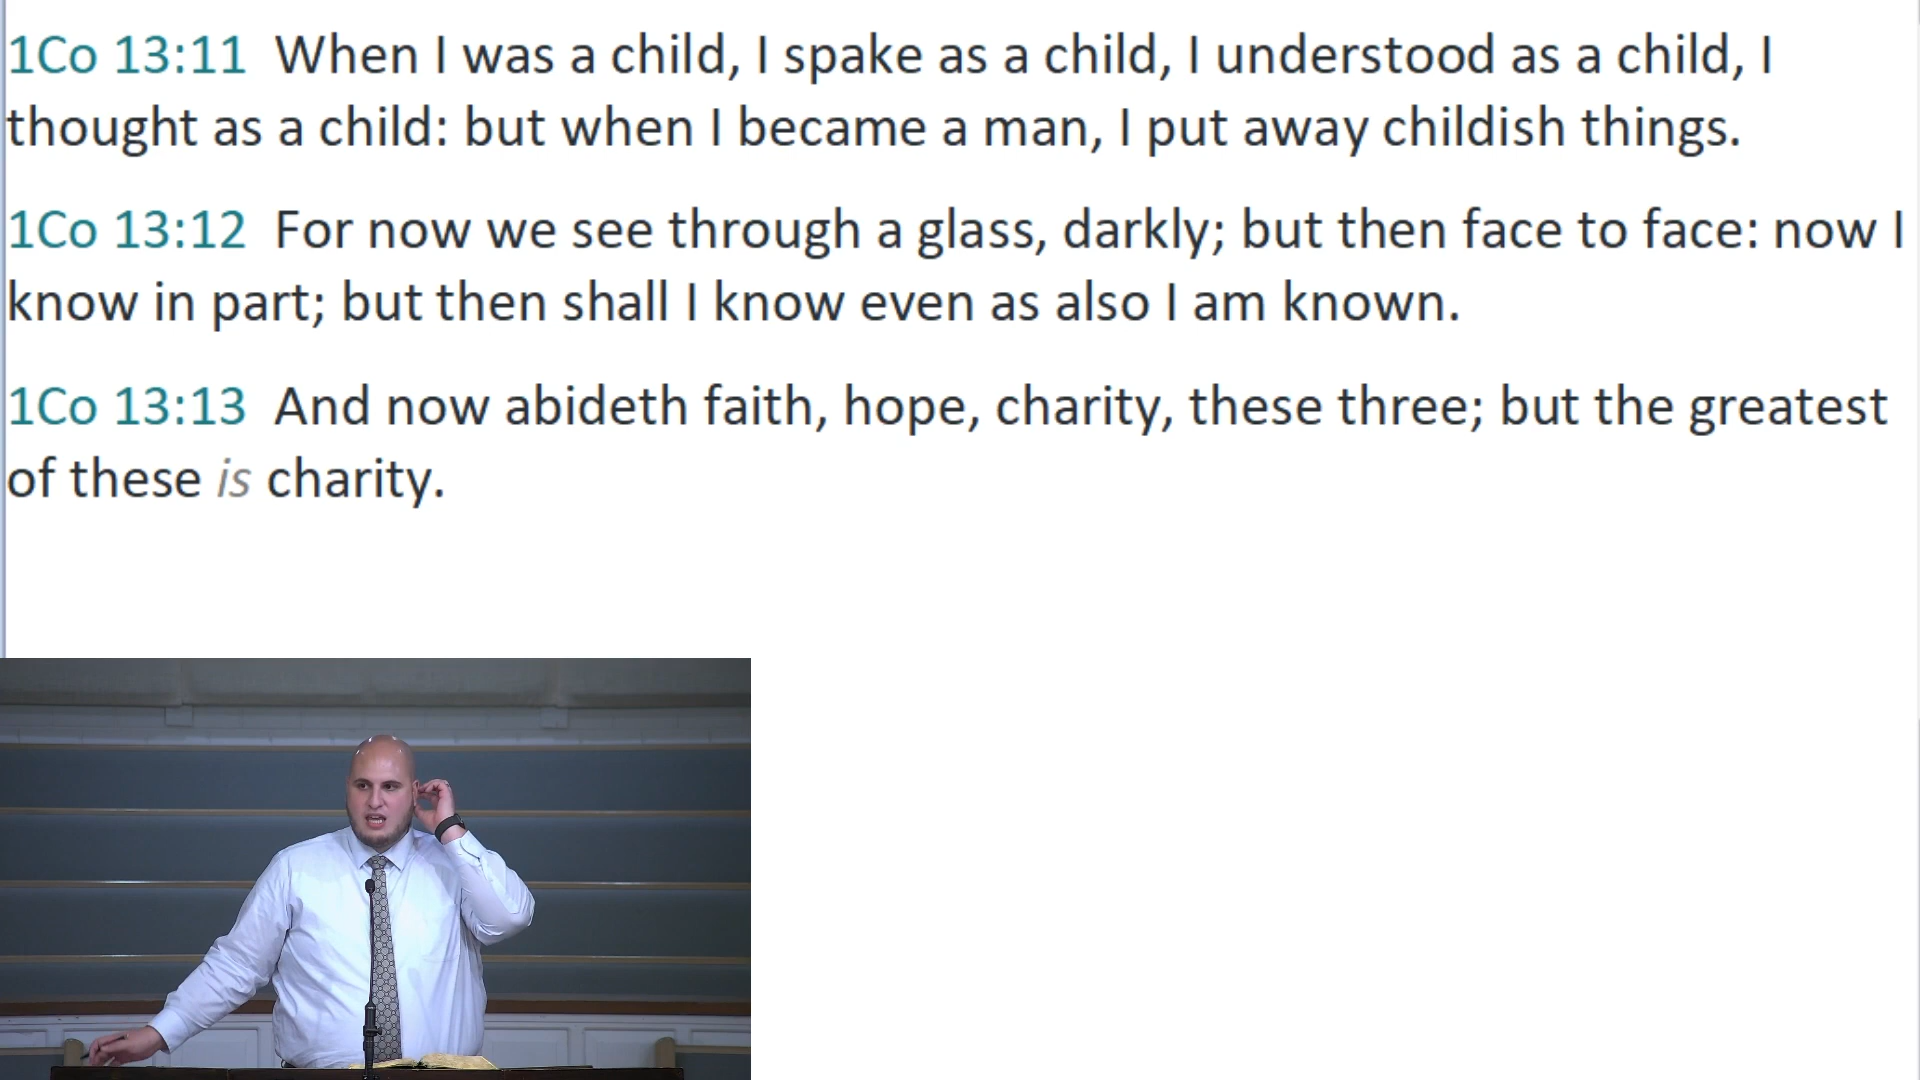 1Co 13:11 When I was a child, I spake as a child, I understood as a child, I
thought as a child: but when I became a man, I put away childish things.
1Co 13:12 For now we see through a glass, darkly; but then face to face: now I
know in part; but then shall I know even as also I am known.
1Co 13:13 And now abideth faith, hope, charity, these three; but the greatest
of these is charity.